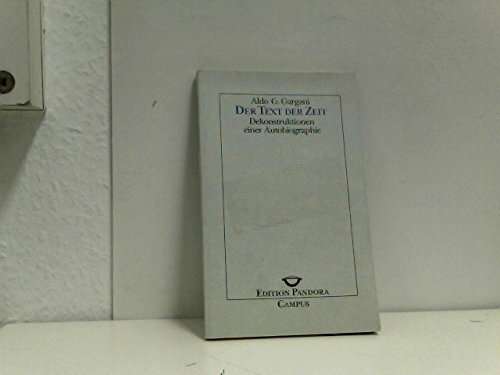 Aldo G. Gargani
DER TEXT DER ZEIT
Dekonstruktionen
einer Autobiographie
EDITION PANDORA
CAMPUS